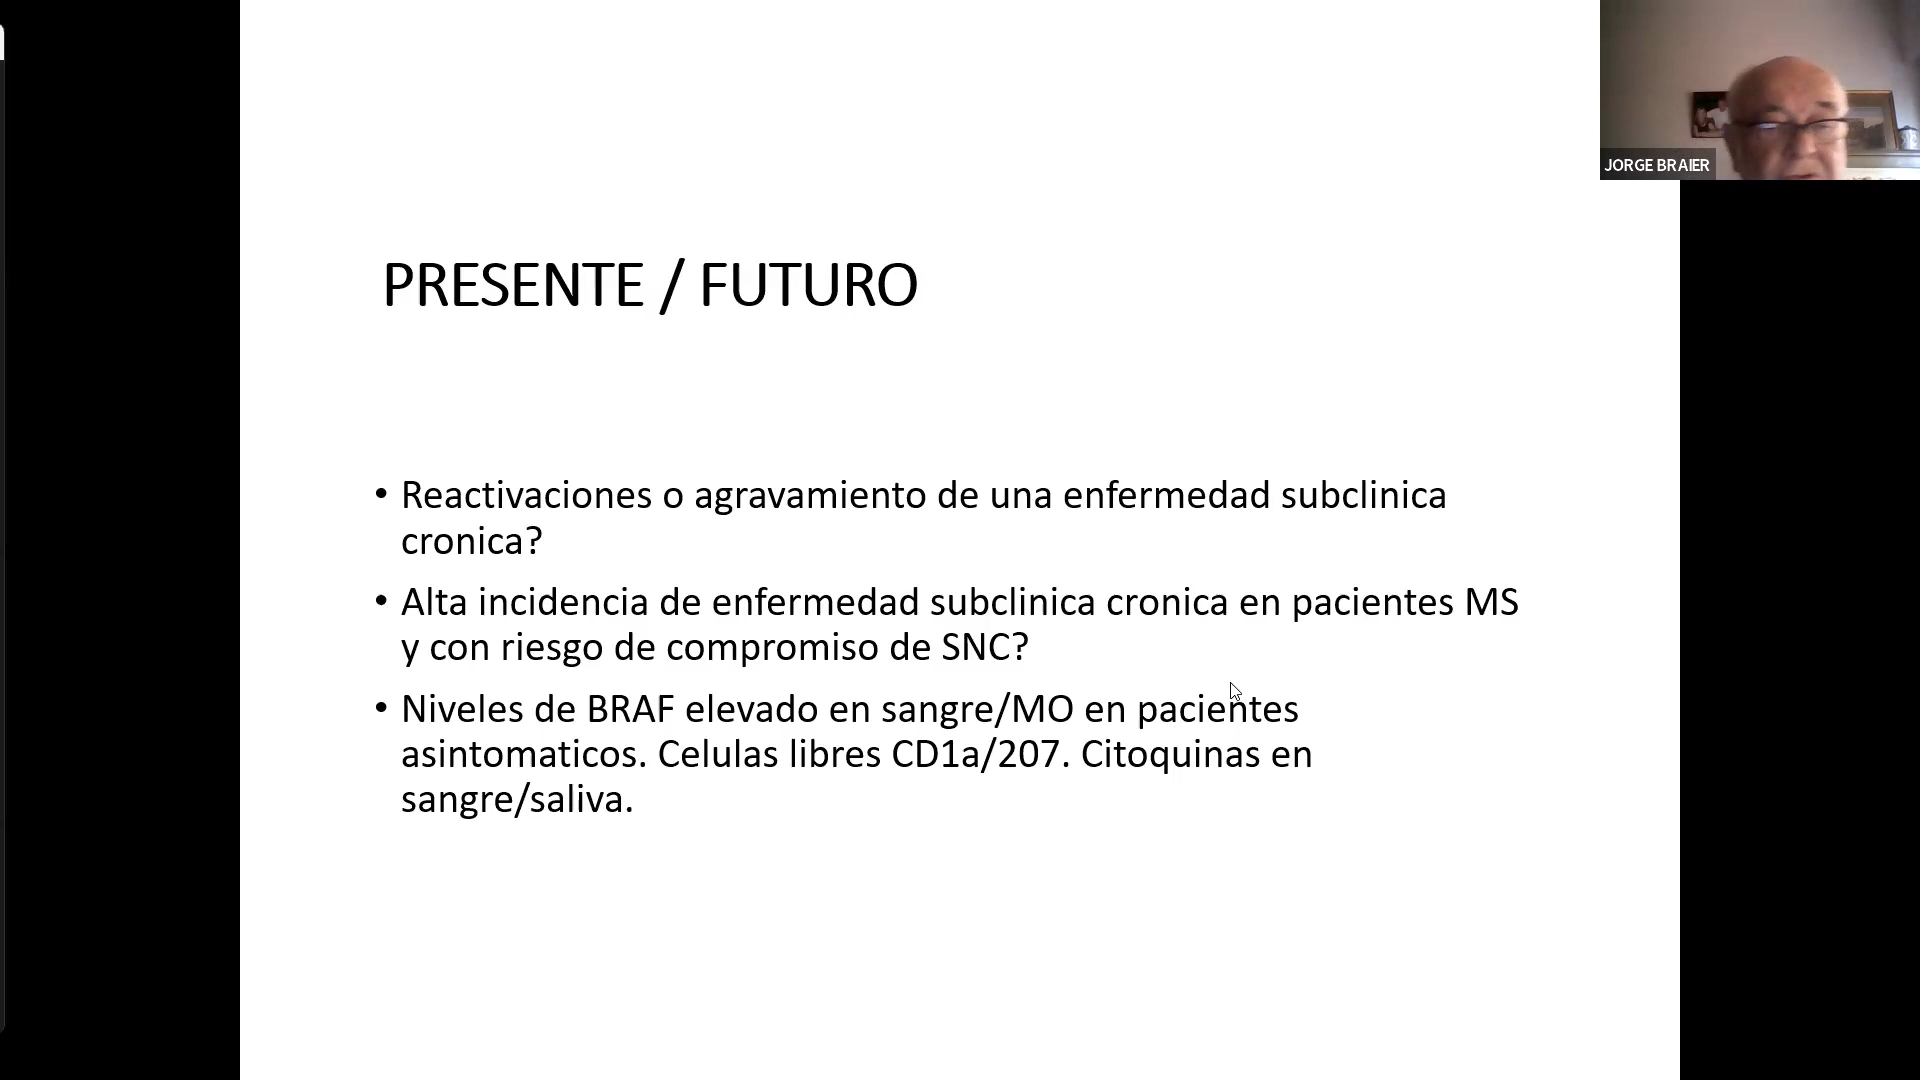 JORGE BRAIER
PRESENTE / FUTURO
• Reactivaciones o agravamiento de una enfermedad subclinica
cronica?
• Alta incidencia de enfermedad subclinica cronica en pacientes MS
y con riesgo de compromiso de SNC?
• Niveles de BRAF elevado en sangre/MO en pacientes
asintomaticos. Celulas libres CD1a/207. Citoquinas en
sangre/saliva.